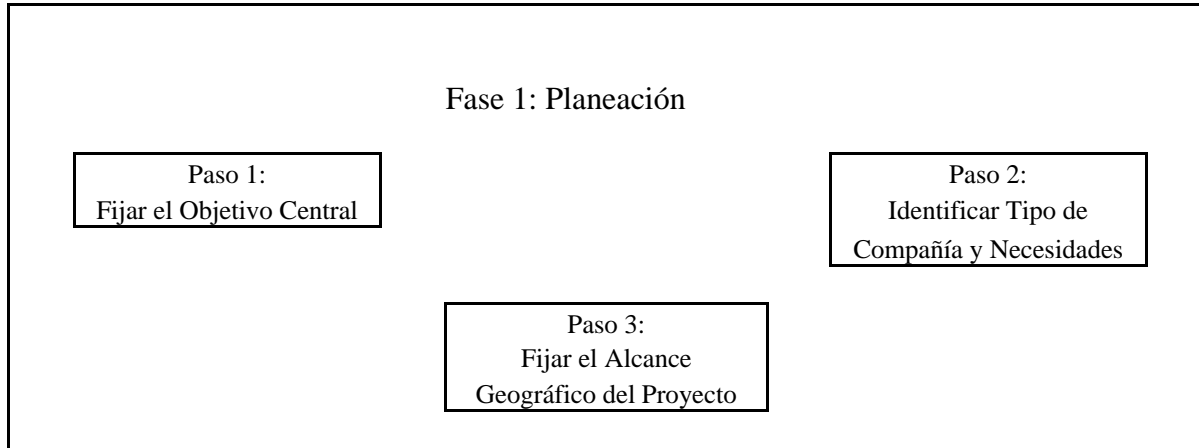 Fase 1: Planeación
Paso 1:
Fijar el Objetivo Central
Paso 2:
Identificar Tipo de
Compañía y Necesidades
Paso 3:
Fijar el Alcance
Geográfico del Proyecto